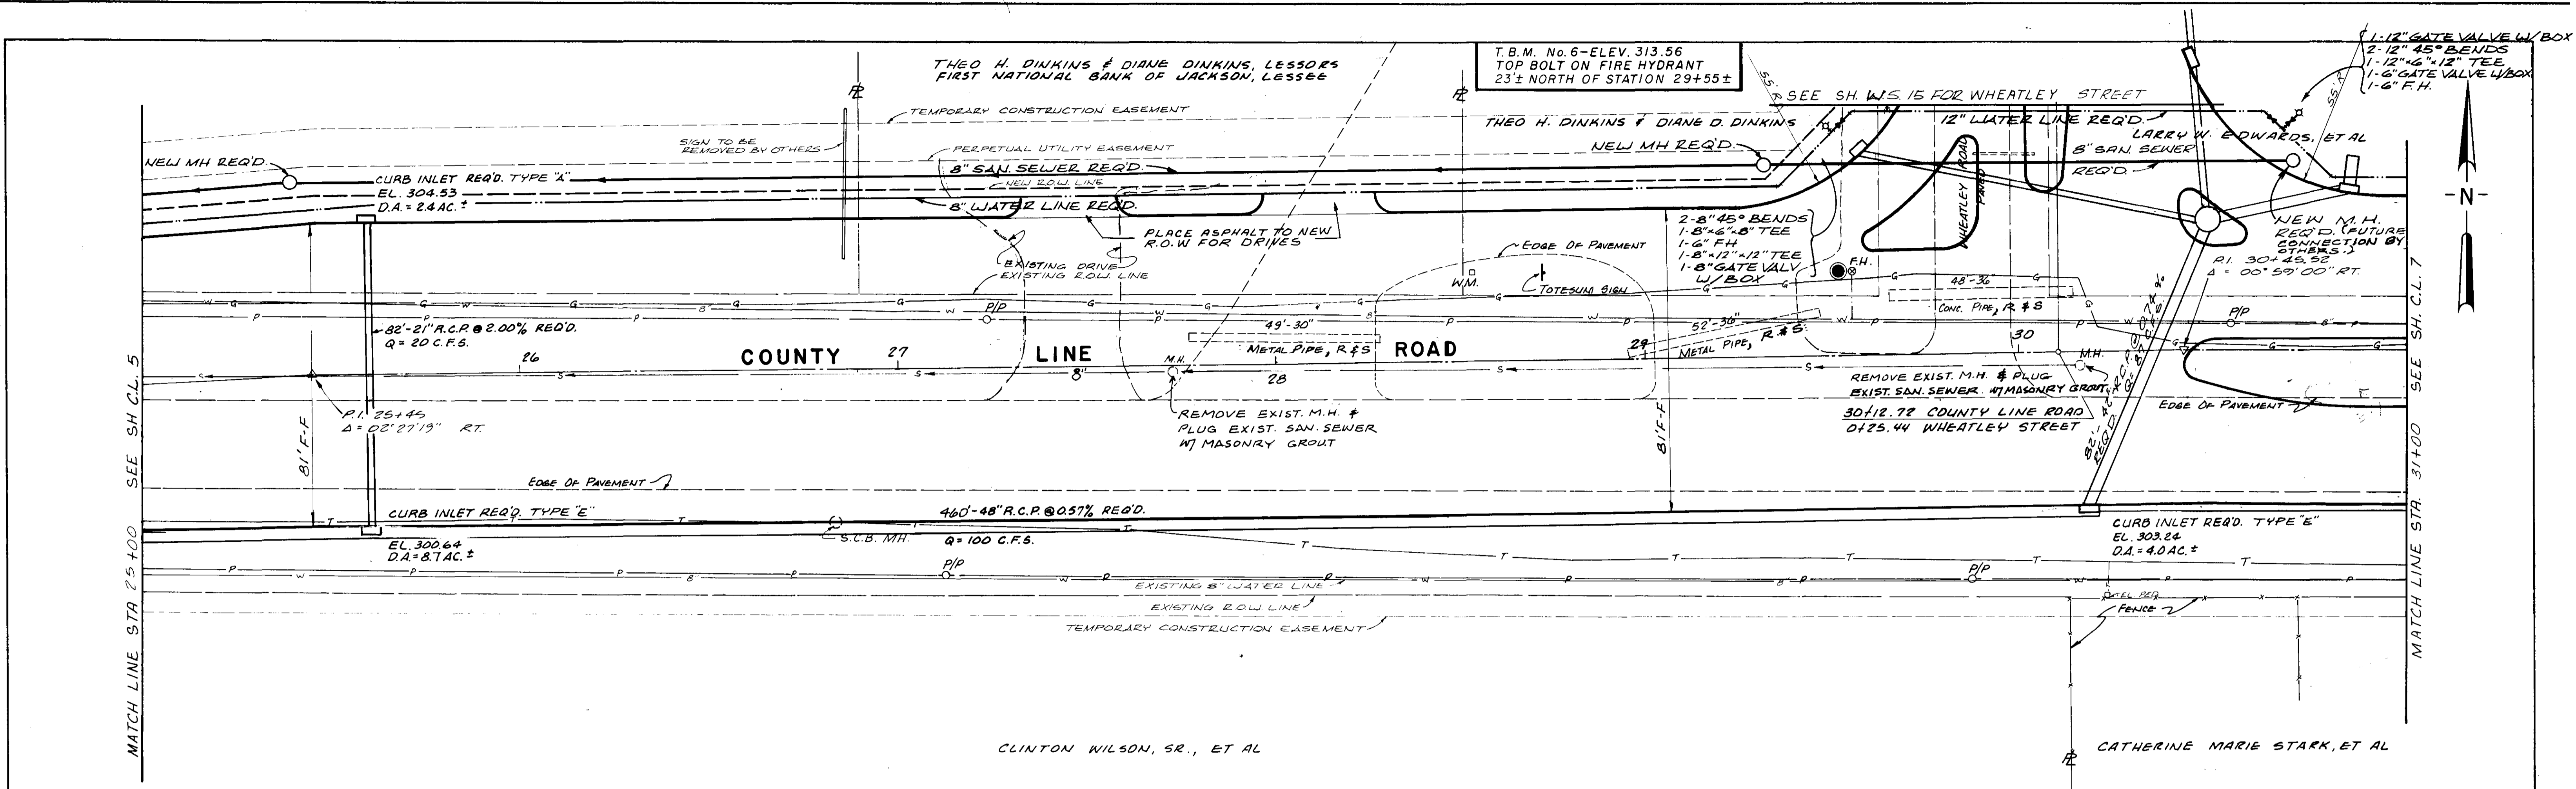 T.B.M. No. 6-ELEV. 313.56
TOP BOLT ON FIRE HYDRANT
23'± NORTH OF STATION 29+55±
1-12" GATE VALVE W/BOX
2-12" 45° BENDS
1-12"x6"x12" TEE
1-6" GATE VALVE W/BOX
1-6" F.H.
THEO H. DINKINS & DIANE DINKINS, LESSORS
FIRST NATIONAL BANK OF JACKSON, LESSEE
TEMPORARY CONSTRUCTION EASEMENT
SIGN TO BE
REMOVED BY OTHERS
PERPETUAL UTILITY EASEMENT
55' R
SEE SH. W.S. 15 FOR WHEATLEY STREET
THEO H. DINKINS & DIANE D. DINKINS
12" WATER LINE REQ'D.
55' R
LARRY W. EDWARDS, ET AL
8" SAN. SEWER
REQ'D.
NEW MH REQ'D.
NEW MH REQ'D.
CURB INLET REQ'D. TYPE "A"
EL. 304.53
D.A. = 2.4 AC. ±
8" SAN. SEWER REQ'D.
NEW R.O.W. LINE
8" WATER LINE REQ'D.
PLACE ASPHALT TO NEW
R.O.W FOR DRIVES
EXISTING DRIVE
EXISTING R.O.W. LINE
EDGE OF PAVEMENT
TOTESUM SIGN
W.M.
2-8" 45° BENDS
1-8"x6"x8" TEE
1-6" FH
1-8"x12"x12" TEE
1-8" GATE VALV
W/BOX
F.H.
WHEATLEY ROAD
PAVED
NEW M.H.
REQ'D. (FUTURE
CONNECTION BY
OTHERS.)
P.I. 30+45.52
Δ = 00°59'00" RT.
-N-
48'-36"
CONC. PIPE, R & S
52'-36"
METAL PIPE, R & S
49'-30"
METAL PIPE, R & S
P/P
P/P
82'-21" R.C.P. @ 2.00% REQ'D.
Q = 20 C.F.S.
26
COUNTY
27
LINE
ROAD
28
29
30
8"
M.H.
M.H.
P.I. 25+45
Δ = 02°27'19" RT.
81' F-F
81' F-F
REMOVE EXIST. M.H. &
PLUG EXIST. SAN. SEWER
W/ MASONRY GROUT
REMOVE EXIST. M.H. & PLUG
EXIST. SAN. SEWER W/ MASONRY GROUT
30+12.72 COUNTY LINE ROAD
0+25.44 WHEATLEY STREET
EDGE OF PAVEMENT
EDGE OF PAVEMENT
CURB INLET REQ'D. TYPE "E"
EL. 300.64
D.A. = 8.7 AC. ±
S.C.B. MH.
460'-48" R.C.P. @ 0.57% REQ'D.
Q = 100 C.F.S.
CURB INLET REQ'D. TYPE "E"
EL. 303.24
D.A. = 4.0 AC. ±
P/P
P/P
EXISTING 8" WATER LINE
EXISTING R.O.W. LINE
TEMPORARY CONSTRUCTION EASEMENT
TEL. PED.
FENCE
MATCH LINE STA 25+00 SEE SH C.L. 5
MATCH LINE STA. 31+00 SEE SH. C.L. 7
CLINTON WILSON, SR., ET AL
CATHERINE MARIE STARK, ET AL